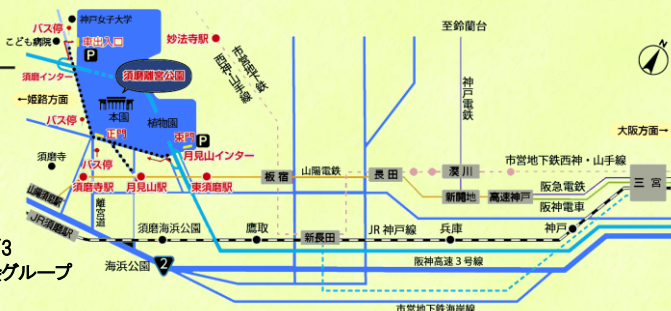 神戸女子大学
バス停
こども病院
車出入口
P
妙法寺駅
市営地下鉄
西神・山手線
至鈴蘭台
須磨インター
須磨離宮公園
神戸電鉄
N
←姫路方面
本園
植物園
大阪方面→
バス停
正門
東門
P
月見山インター
須磨寺
バス停
板宿
山陽電鉄
長田
湊川
市営地下鉄西神・山手線
三宮
須磨寺駅
月見山駅
東須磨駅
山陽須磨駅
離宮道
新開地
高速神戸
阪急電鉄
阪神電車
JR須磨駅
須磨海浜公園
鷹取
新長田
JR神戸線
兵庫
神戸
3
グループ
海浜公園
2
阪神高速3号線
市営地下鉄海岸線